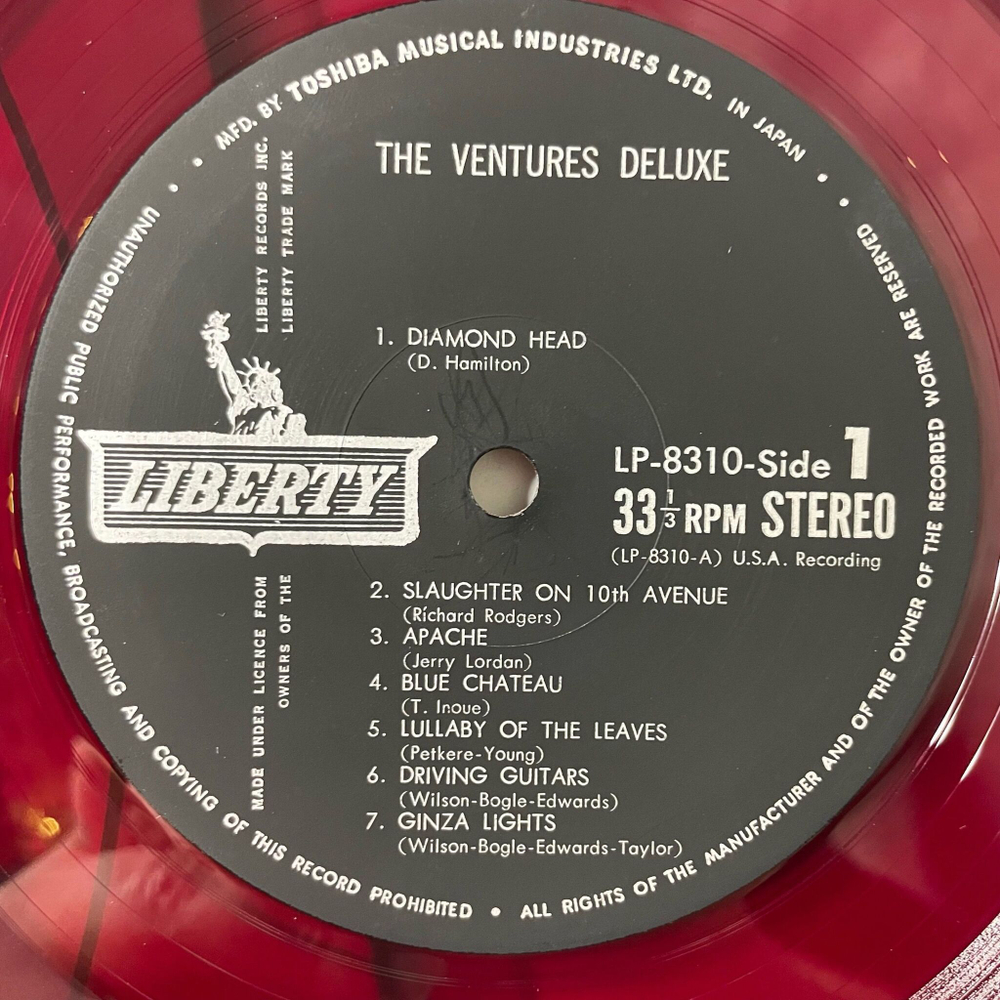 MFD. BY TOSHIBA MUSICAL INDUSTRIES LTD. IN JAPAN
THE VENTURES DELUXE
LIBERTY RECORDS INC.
LIBERTY TRADE MARK
1. DIAMOND HEAD
(D. Hamilton)
LIBERTY
LP-8310-Side 1
33 1/3 RPM STEREO
(LP-8310-A) U.S.A. Recording
MADE UNDER LICENCE FROM
OWNERS OF THE
2. SLAUGHTER ON 10th AVENUE
(Richard Rodgers)
3. APACHE
(Jerry Lordan)
4. BLUE CHATEAU
(T. Inoue)
5. LULLABY OF THE LEAVES
(Petkere-Young)
6. DRIVING GUITARS
(Wilson-Bogle-Edwards)
7. GINZA LIGHTS
(Wilson-Bogle-Edwards-Taylor)
UNAUTHORIZED PUBLIC PERFORMANCE, BROADCASTING AND COPYING OF THIS RECORD PROHIBITED • ALL RIGHTS OF THE MANUFACTURER AND OF THE OWNER OF THE RECORDED WORK ARE RESERVED